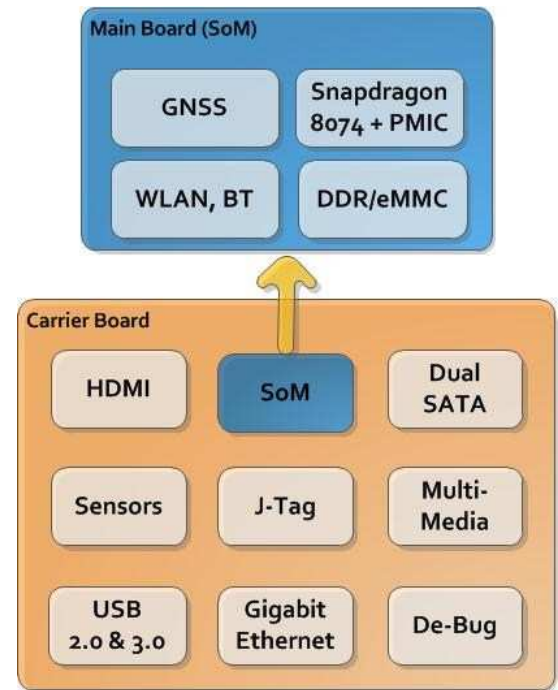 Main Board (SoM)
GNSS
Snapdragon
8074 + PMIC
WLAN, BT
DDR/eMMC
Carrier Board
HDMI
SoM
Dual
SATA
Sensors
J-Tag
Multi-
Media
USB
2.0 & 3.0
Gigabit
Ethernet
De-Bug